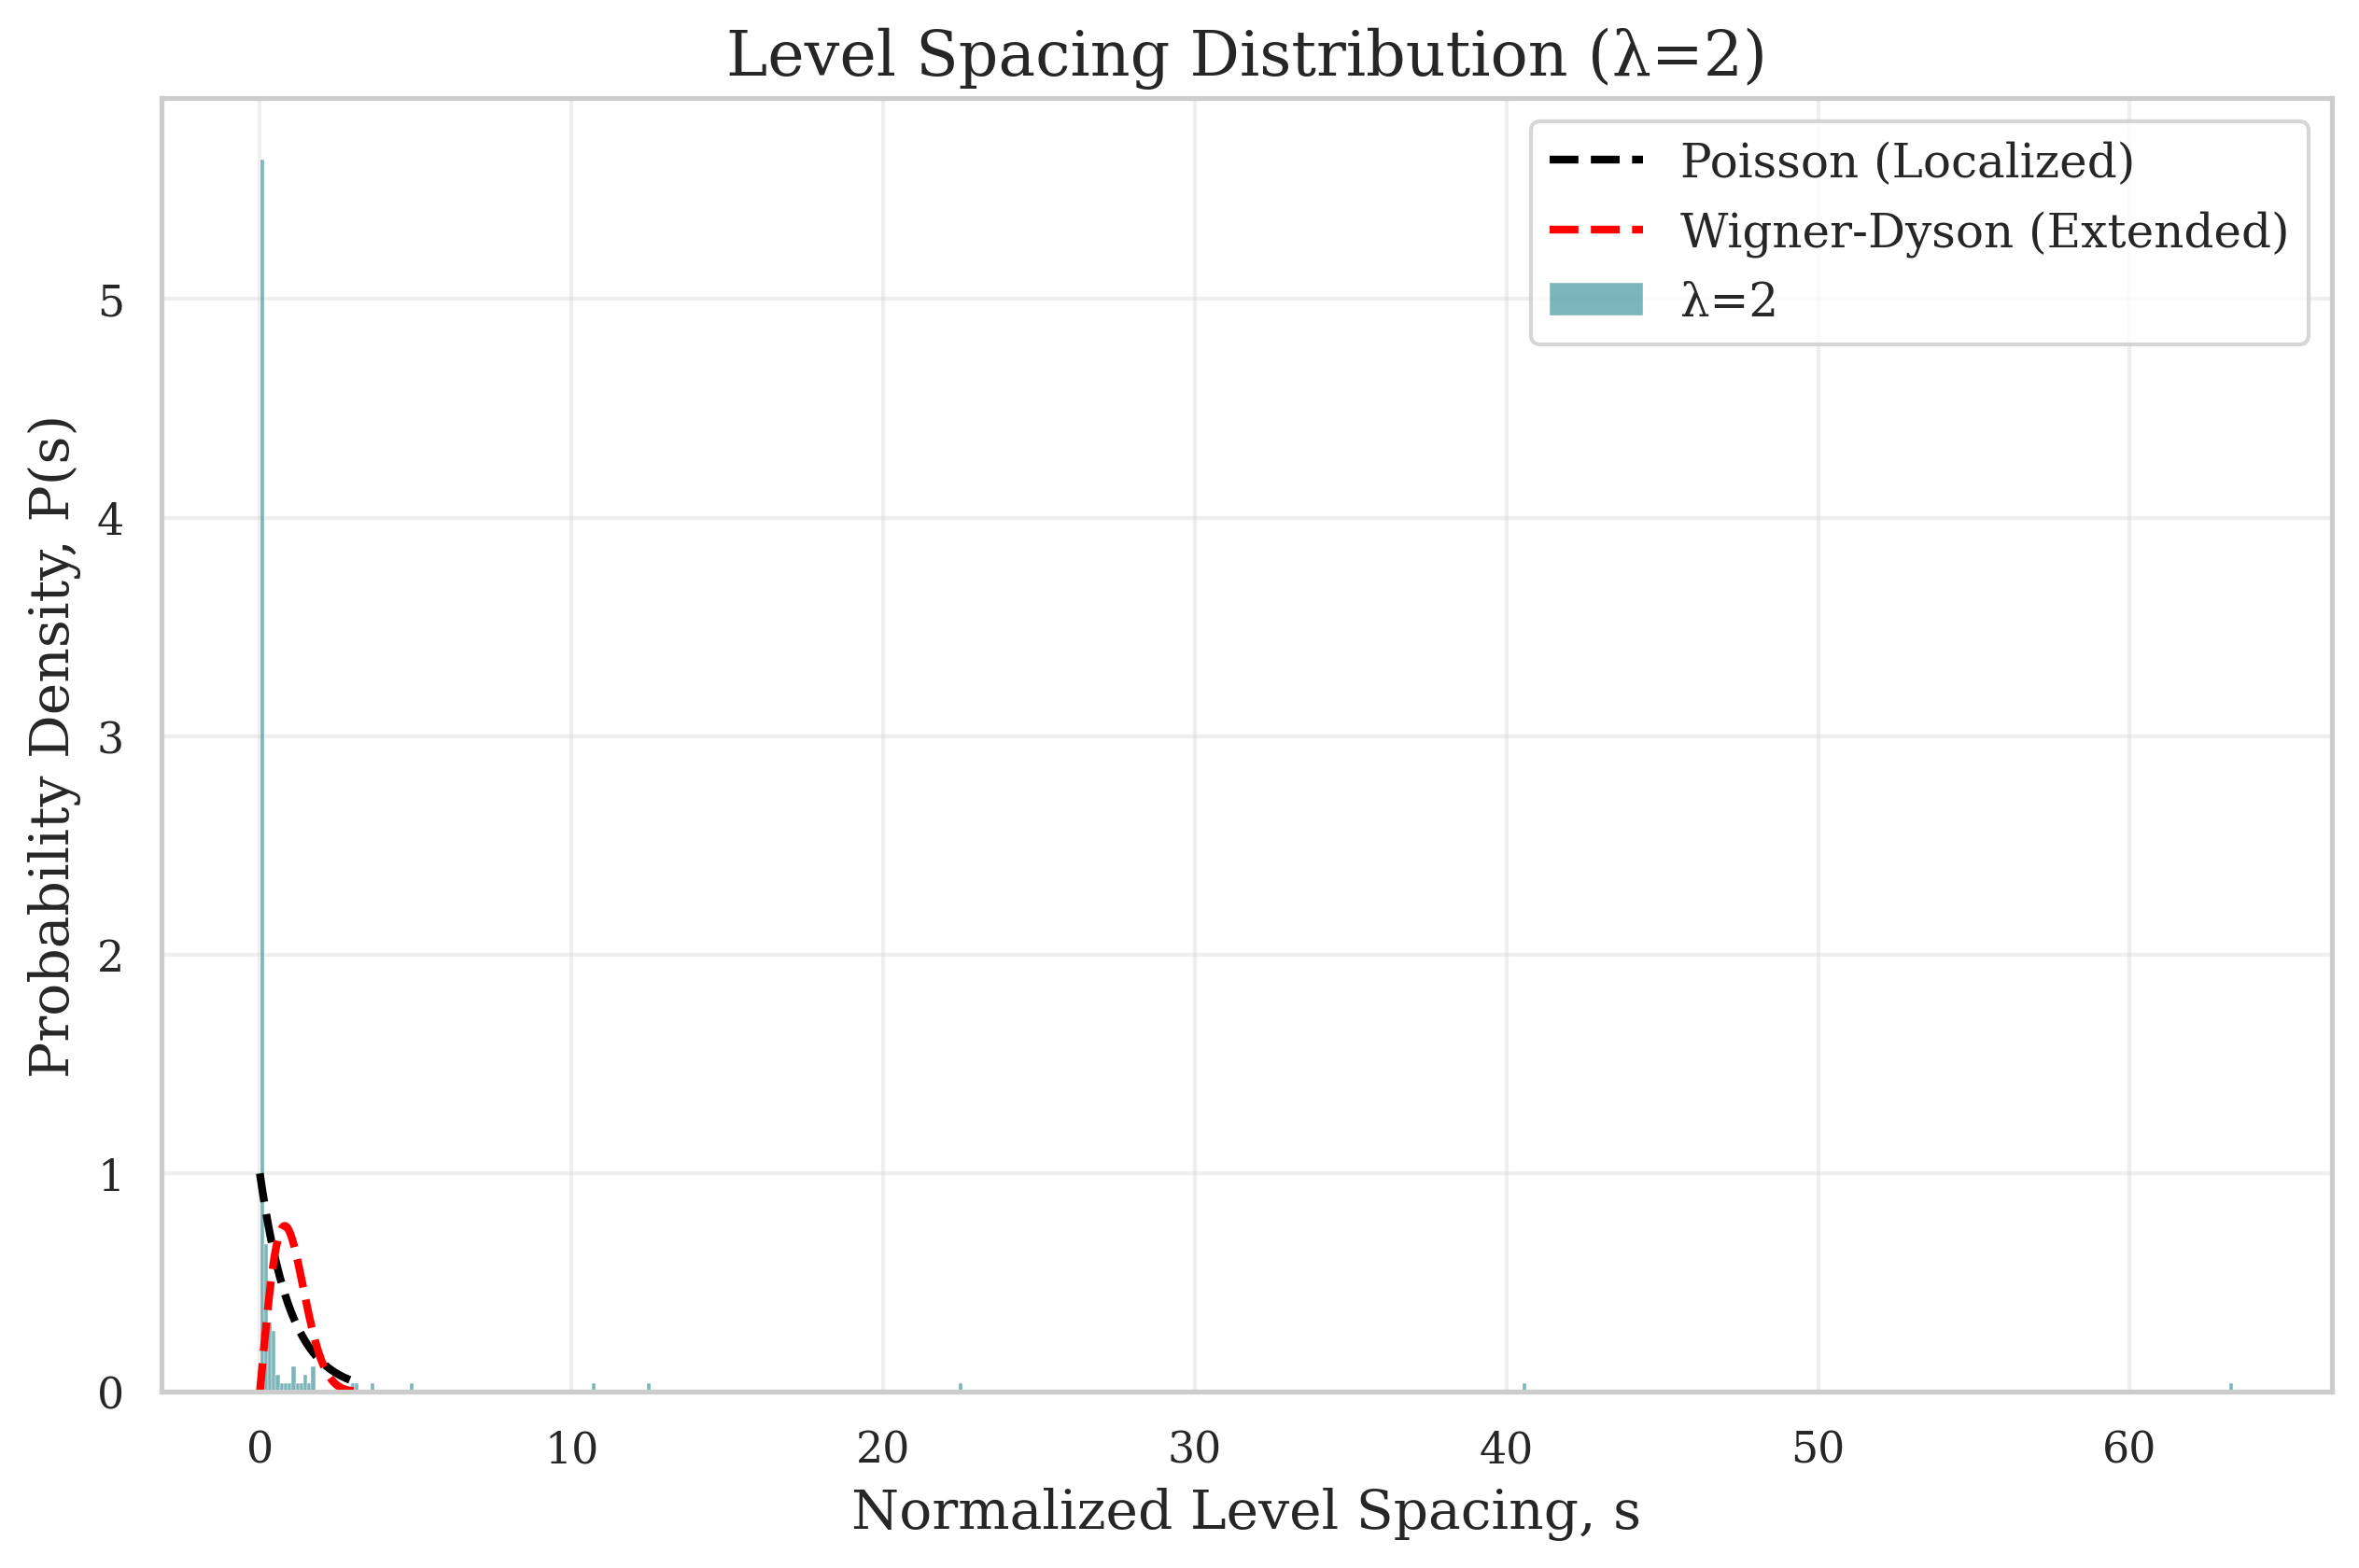 Level Spacing Distribution (λ=2)
Poisson (Localized)
Wigner-Dyson (Extended)
λ=2
Probability Density, P(s)
5
4
3
2
1
0
0 10 20 30 40 50 60
Normalized Level Spacing, s